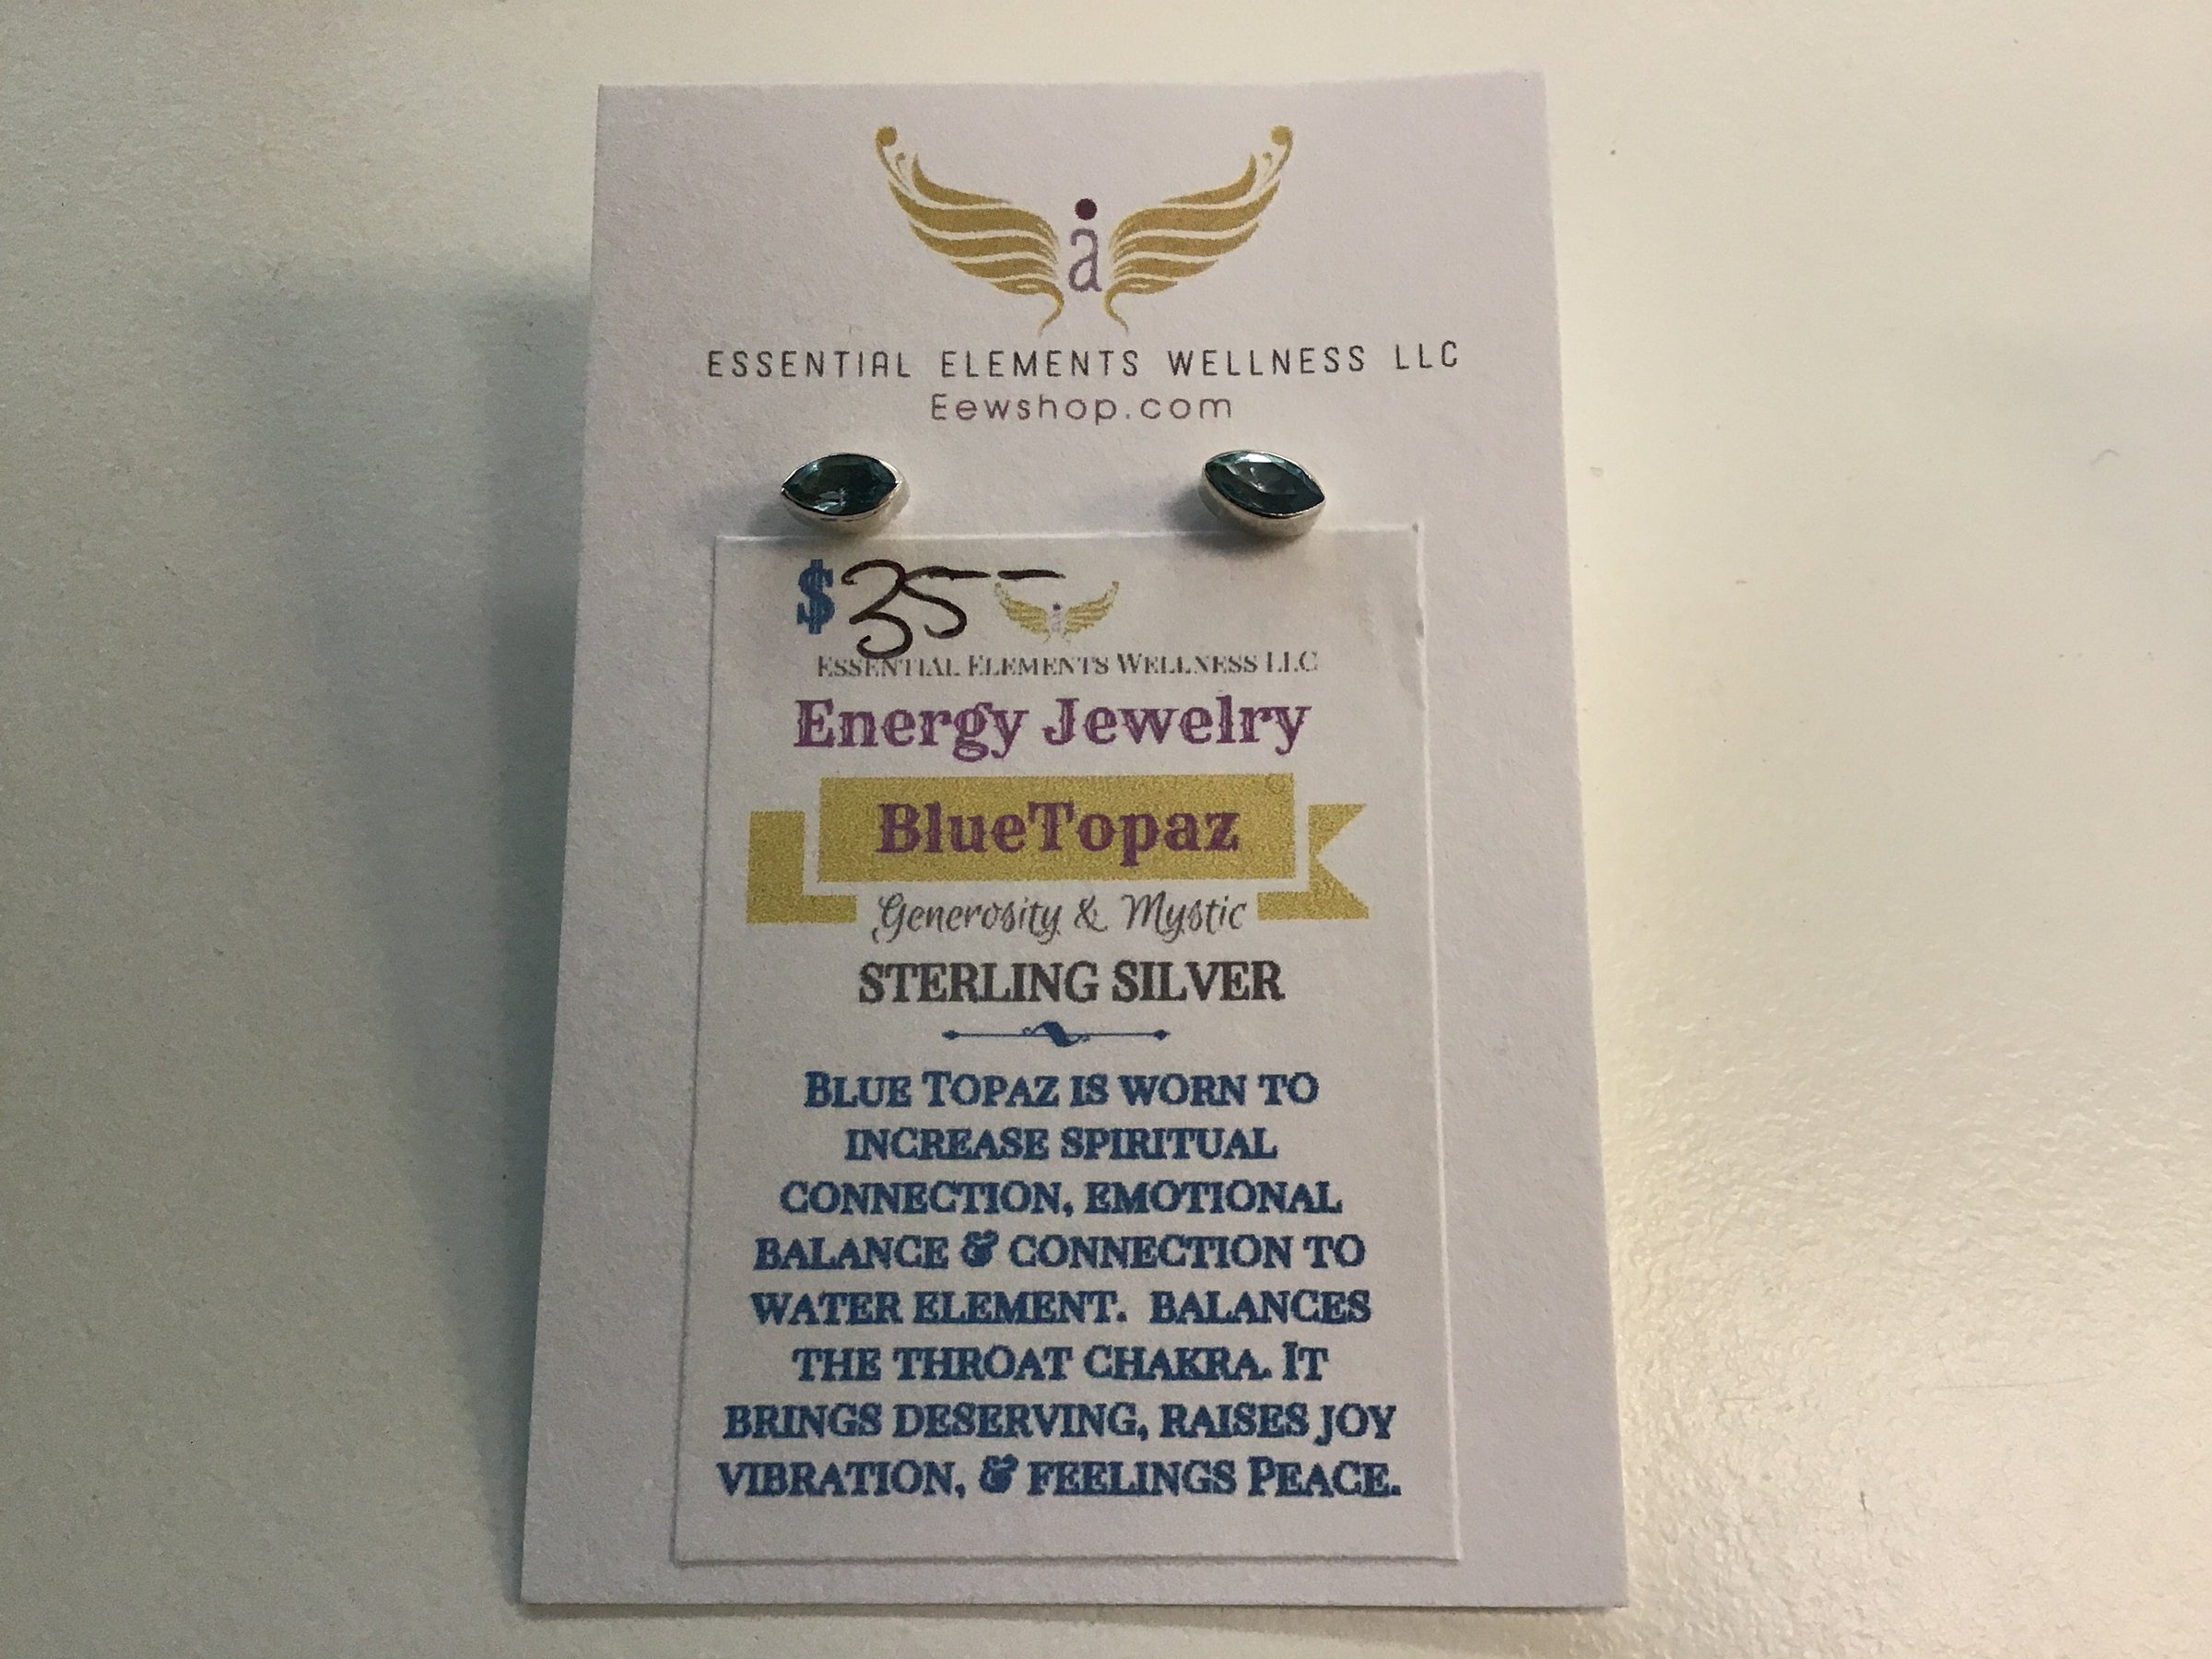 å
ESSENTIAL ELEMENTS WELLNESS LLC
Eewshop.com
$35--
ESSENTIAL ELEMENTS WELLNESS LLC
Energy Jewelry
BlueTopaz
Generosity & Mystic
STERLING SILVER
BLUE TOPAZ IS WORN TO
INCREASE SPIRITUAL
CONNECTION, EMOTIONAL
BALANCE & CONNECTION TO
WATER ELEMENT. BALANCES
THE THROAT CHAKRA. IT
BRINGS DESERVING, RAISES JOY
VIBRATION, & FEELINGS PEACE.